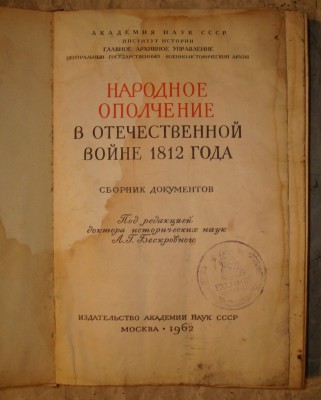 АКАДЕМИЯ НАУК СССР
ИНСТИТУТ ИСТОРИИ
ГЛАВНОЕ АРХИВНОЕ УПРАВЛЕНИЕ
ЦЕНТРАЛЬНЫЙ ГОСУДАРСТВЕННЫЙ ВОЕННО-ИСТОРИЧЕСКИЙ АРХИВ
НАРОДНОЕ
ОПОЛЧЕНИЕ
В ОТЕЧЕСТВЕННОЙ
ВОЙНЕ 1812 ГОДА
СБОРНИК ДОКУМЕНТОВ
Под редакцией
доктора исторических наук
Л. Г. Бескровного
ИЗДАТЕЛЬСТВО АКАДЕМИИ НАУК СССР
МОСКВА · 1962